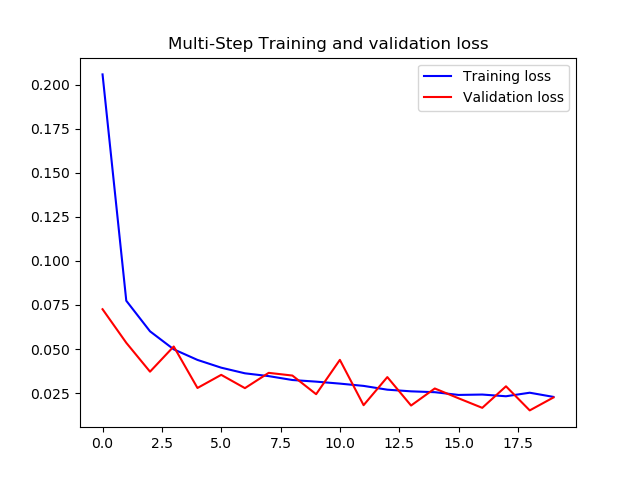 Multi-Step Training and validation loss
Training loss
Validation loss
0.200
0.175
0.150
0.125
0.100
0.075
0.050
0.025
0.0 2.5 5.0 7.5 10.0 12.5 15.0 17.5